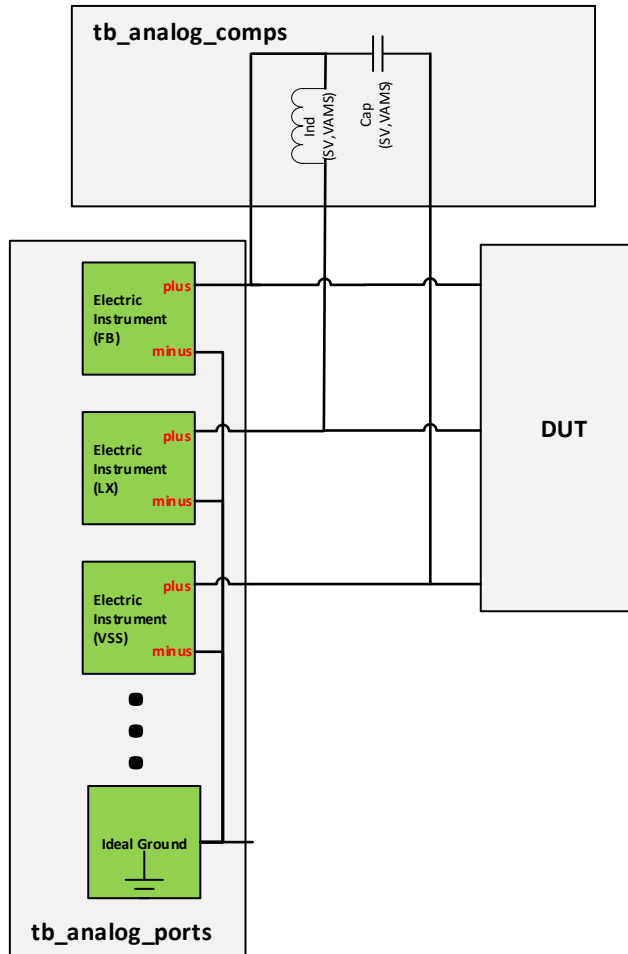 tb_analog_comps
Ind
(SV,VAMS)
Cap
(SV,VAMS)
plus
Electric
Instrument
(FB)
minus
plus
Electric
Instrument
(LX)
minus
DUT
plus
Electric
Instrument
(VSS)
minus
Ideal Ground
tb_analog_ports